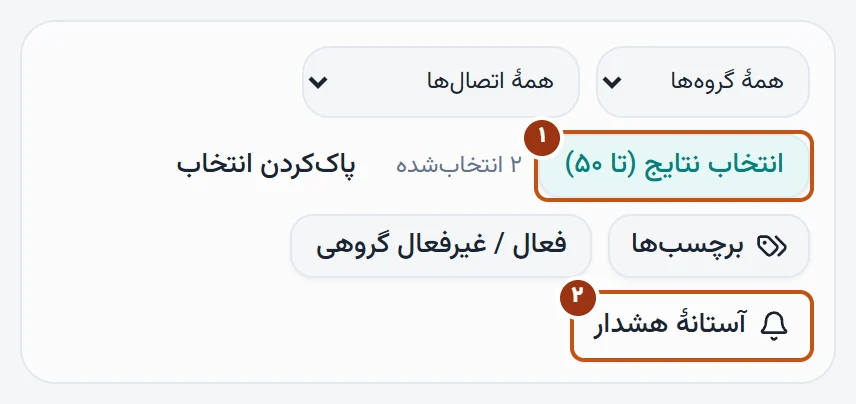 همهٔ گروه‌ها
همهٔ اتصال‌ها
۱
انتخاب نتایج (تا ۵۰)
۲ انتخاب‌شده
پاک‌کردن انتخاب
برچسب‌ها
فعال / غیرفعال گروهی
۲
آستانهٔ هشدار